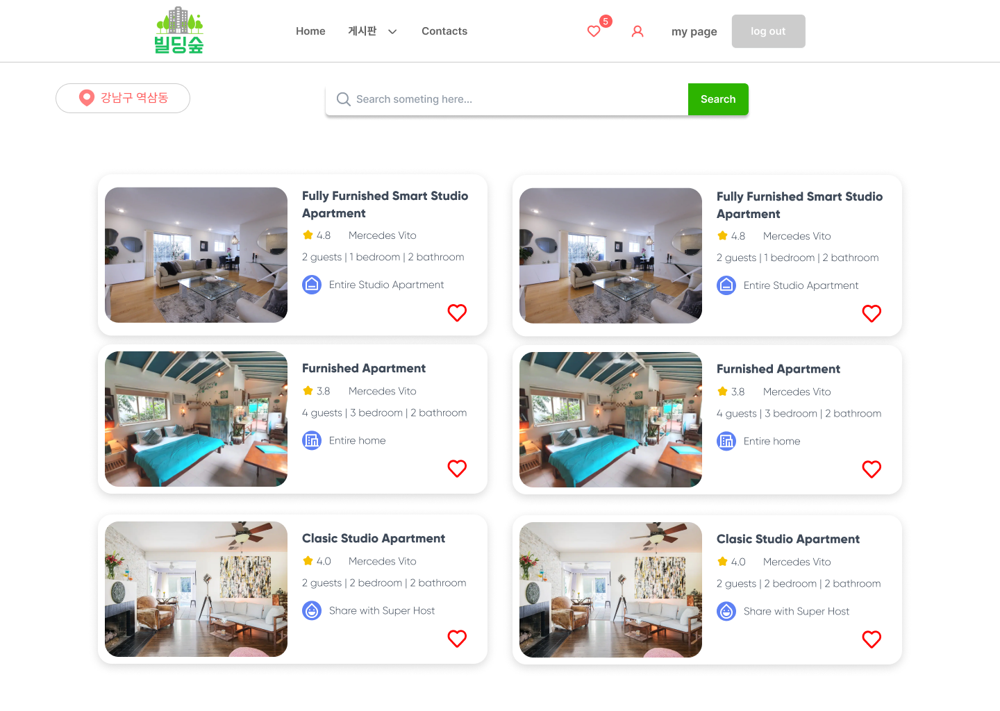 빌딩숲
Home
게시판
Contacts
5
my page
log out
강남구 역삼동
Search someting here...
Search
Fully Furnished Smart Studio
Apartment
4.8 Mercedes Vito
2 guests | 1 bedroom | 2 bathroom
Entire Studio Apartment
Fully Furnished Smart Studio
Apartment
4.8 Mercedes Vito
2 guests | 1 bedroom | 2 bathroom
Entire Studio Apartment
Furnished Apartment
3.8 Mercedes Vito
4 guests | 3 bedroom | 2 bathroom
Entire home
Furnished Apartment
3.8 Mercedes Vito
4 guests | 3 bedroom | 2 bathroom
Entire home
Clasic Studio Apartment
4.0 Mercedes Vito
2 guests | 2 bedroom | 2 bathroom
Share with Super Host
Clasic Studio Apartment
4.0 Mercedes Vito
2 guests | 2 bedroom | 2 bathroom
Share with Super Host